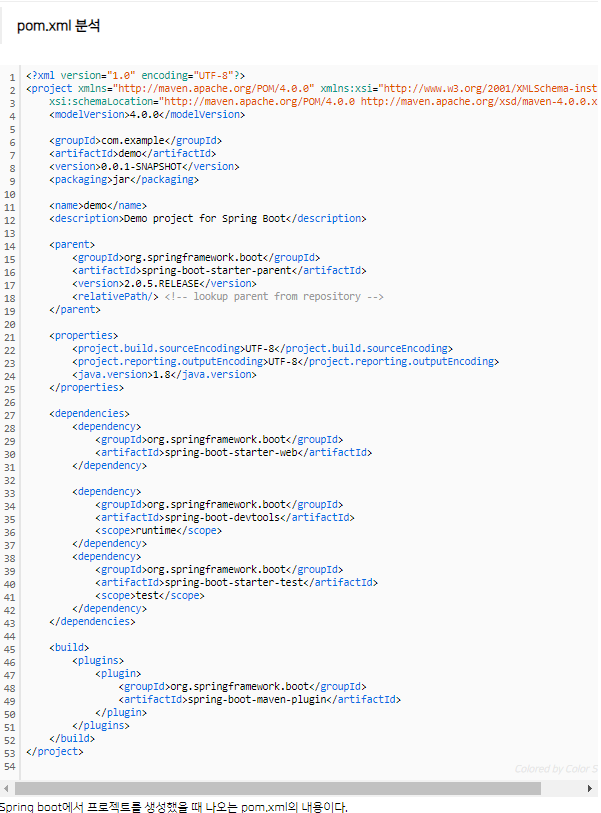 pom.xml 분석
1 <?xml version="1.0" encoding="UTF-8"?>
2 <project xmlns="http://maven.apache.org/POM/4.0.0" xmlns:xsi="http://www.w3.org/2001/XMLSchema-inst
3 xsi:schemaLocation="http://maven.apache.org/POM/4.0.0 http://maven.apache.org/xsd/maven-4.0.0.x
4 <modelVersion>4.0.0</modelVersion>
5
6 <groupId>com.example</groupId>
7 <artifactId>demo</artifactId>
8 <version>0.0.1-SNAPSHOT</version>
9 <packaging>jar</packaging>
10
11 <name>demo</name>
12 <description>Demo project for Spring Boot</description>
13
14 <parent>
15 <groupId>org.springframework.boot</groupId>
16 <artifactId>spring-boot-starter-parent</artifactId>
17 <version>2.0.5.RELEASE</version>
18 <relativePath/> <!-- lookup parent from repository -->
19 </parent>
20
21 <properties>
22 <project.build.sourceEncoding>UTF-8</project.build.sourceEncoding>
23 <project.reporting.outputEncoding>UTF-8</project.reporting.outputEncoding>
24 <java.version>1.8</java.version>
25 </properties>
26
27 <dependencies>
28 <dependency>
29 <groupId>org.springframework.boot</groupId>
30 <artifactId>spring-boot-starter-web</artifactId>
31 </dependency>
32
33 <dependency>
34 <groupId>org.springframework.boot</groupId>
35 <artifactId>spring-boot-devtools</artifactId>
36 <scope>runtime</scope>
37 </dependency>
38 <dependency>
39 <groupId>org.springframework.boot</groupId>
40 <artifactId>spring-boot-starter-test</artifactId>
41 <scope>test</scope>
42 </dependency>
43 </dependencies>
44
45 <build>
46 <plugins>
47 <plugin>
48 <groupId>org.springframework.boot</groupId>
49 <artifactId>spring-boot-maven-plugin</artifactId>
50 </plugin>
51 </plugins>
52 </build>
53 </project>
54
Colored by Color S
Spring boot에서 프로젝트를 생성했을 때 나오는 pom.xml의 내용이다.